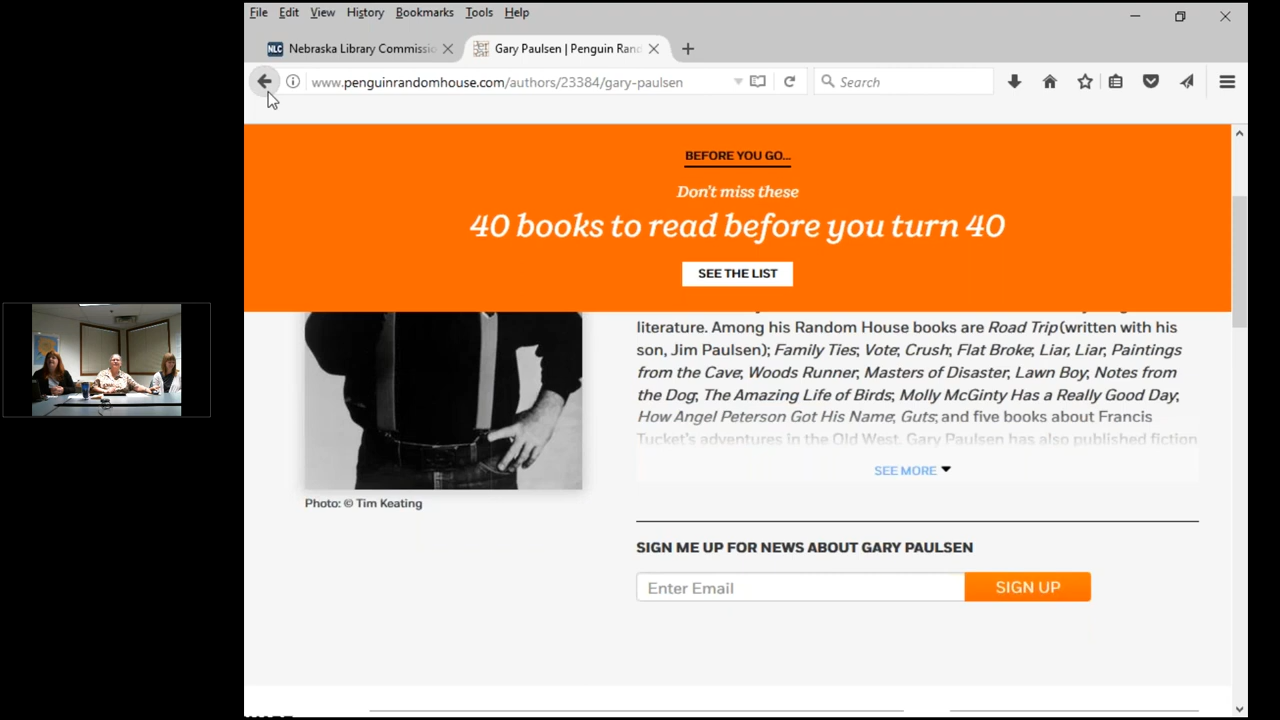 File Edit View History Bookmarks Tools Help
NLC Nebraska Library Commissio
Gary Paulsen | Penguin Ran
www.penguinrandomhouse.com/authors/23384/gary-paulsen
Search
BEFORE YOU GO...
Don't miss these
40 books to read before you turn 40
SEE THE LIST
literature. Among his Random House books are Road Trip (written with his
son, Jim Paulsen); Family Ties; Vote; Crush; Flat Broke; Liar, Liar; Paintings
from the Cave; Woods Runner, Masters of Disaster, Lawn Boy; Notes from
the Dog; The Amazing Life of Birds; Molly McGinty Has a Really Good Day;
How Angel Peterson Got His Name; Guts; and five books about Francis
Tucket's adventures in the Old West. Gary Paulsen has also published fiction
SEE MORE
Photo: © Tim Keating
SIGN ME UP FOR NEWS ABOUT GARY PAULSEN
Enter Email
SIGN UP